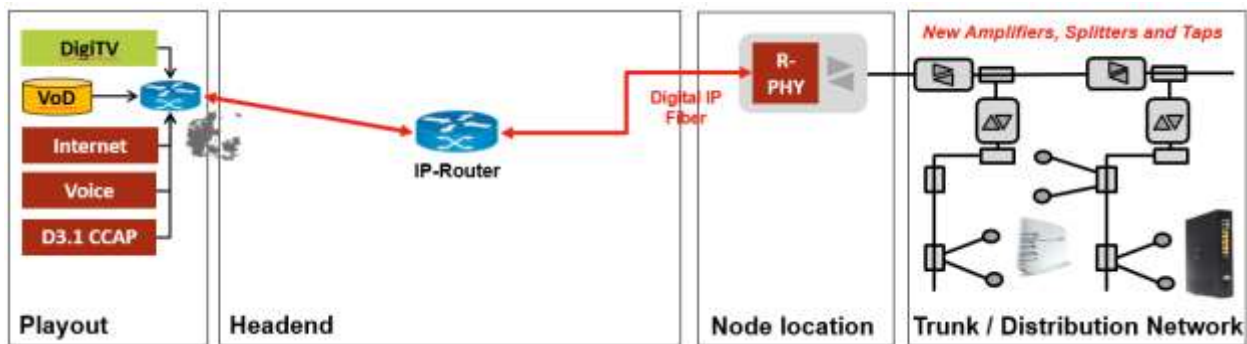 DigiTV
VoD
Internet
Voice
D3.1 CCAP
Playout
IP-Router
Headend
Digital IP
Fiber
R-
PHY
Node location
New Amplifiers, Splitters and Taps
Trunk / Distribution Network